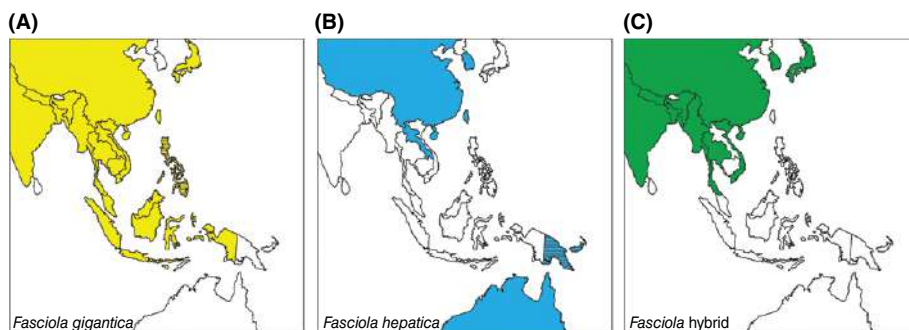 (A)
(B)
(C)
Fasciola gigantica
Fasciola hepatica
Fasciola hybrid